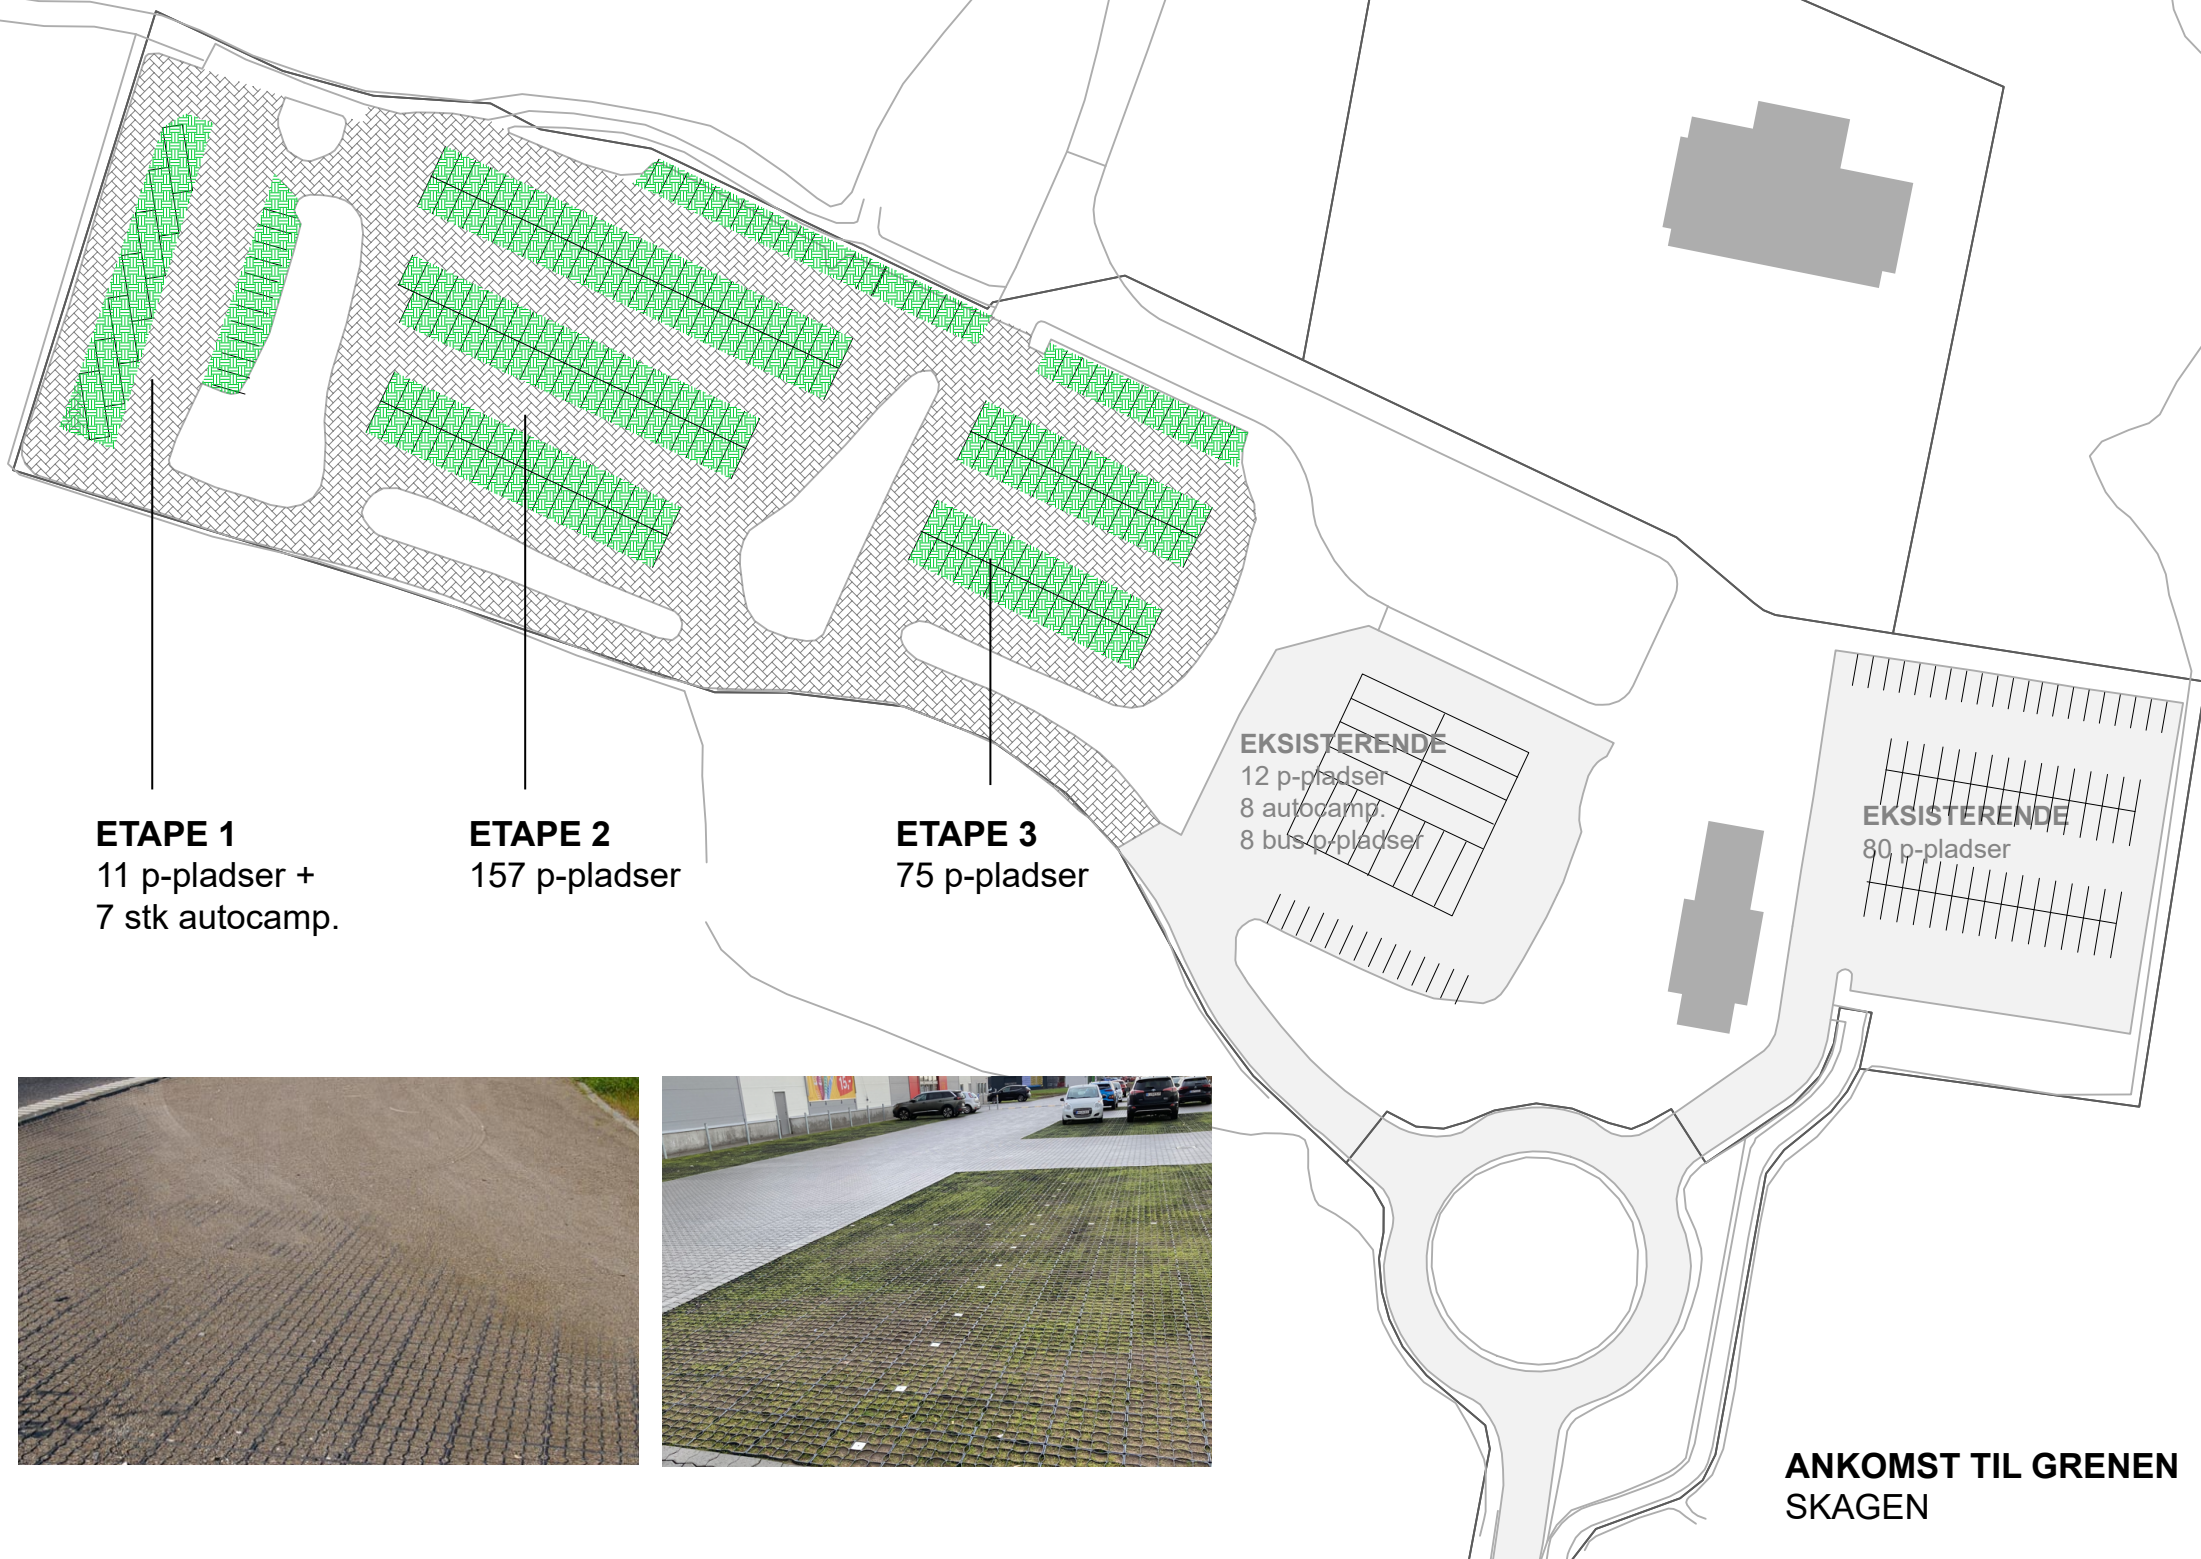 EKSISTERENDE
12 p-pladser
8 autocamp.
8 bus p-pladser
EKSISTERENDE
80 p-pladser
ETAPE 1
11 p-pladser +
7 stk autocamp.
ETAPE 2
157 p-pladser
ETAPE 3
75 p-pladser
15,-
ANKOMST TIL GRENEN
SKAGEN